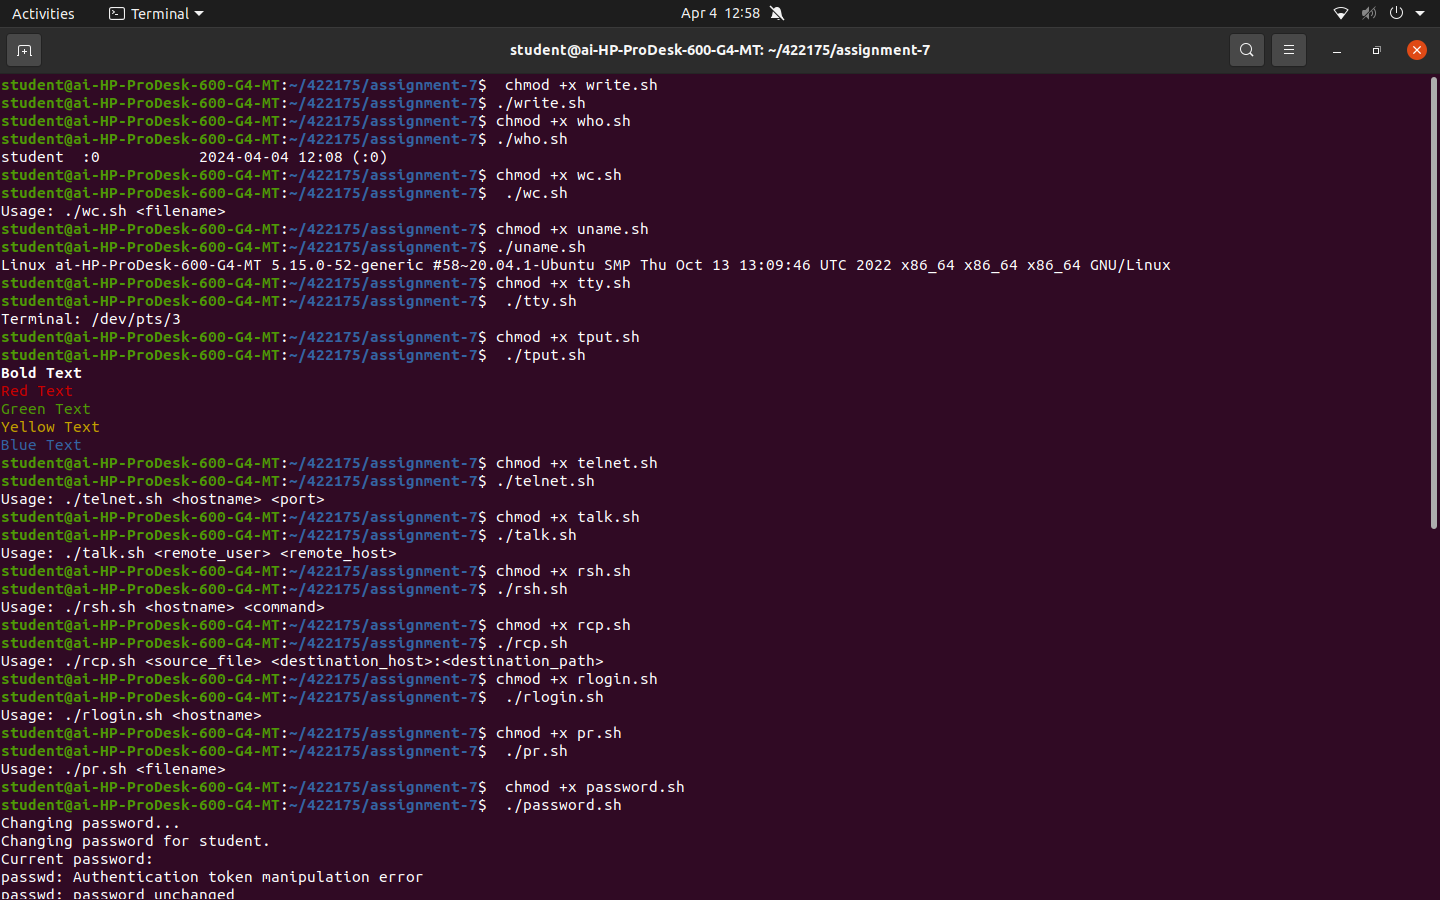 Activities Terminal Apr 4 12:58
student@ai-HP-ProDesk-600-G4-MT: ~/422175/assignment-7
student@ai-HP-ProDesk-600-G4-MT:~/422175/assignment-7$  chmod +x write.sh
student@ai-HP-ProDesk-600-G4-MT:~/422175/assignment-7$ ./write.sh
student@ai-HP-ProDesk-600-G4-MT:~/422175/assignment-7$ chmod +x who.sh
student@ai-HP-ProDesk-600-G4-MT:~/422175/assignment-7$ ./who.sh
student  :0           2024-04-04 12:08 (:0)
student@ai-HP-ProDesk-600-G4-MT:~/422175/assignment-7$ chmod +x wc.sh
student@ai-HP-ProDesk-600-G4-MT:~/422175/assignment-7$  ./wc.sh
Usage: ./wc.sh <filename>
student@ai-HP-ProDesk-600-G4-MT:~/422175/assignment-7$ chmod +x uname.sh
student@ai-HP-ProDesk-600-G4-MT:~/422175/assignment-7$ ./uname.sh
Linux ai-HP-ProDesk-600-G4-MT 5.15.0-52-generic #58~20.04.1-Ubuntu SMP Thu Oct 13 13:09:46 UTC 2022 x86_64 x86_64 x86_64 GNU/Linux
student@ai-HP-ProDesk-600-G4-MT:~/422175/assignment-7$ chmod +x tty.sh
student@ai-HP-ProDesk-600-G4-MT:~/422175/assignment-7$  ./tty.sh
Terminal: /dev/pts/3
student@ai-HP-ProDesk-600-G4-MT:~/422175/assignment-7$ chmod +x tput.sh
student@ai-HP-ProDesk-600-G4-MT:~/422175/assignment-7$  ./tput.sh
Bold Text
Red Text
Green Text
Yellow Text
Blue Text
student@ai-HP-ProDesk-600-G4-MT:~/422175/assignment-7$ chmod +x telnet.sh
student@ai-HP-ProDesk-600-G4-MT:~/422175/assignment-7$ ./telnet.sh
Usage: ./telnet.sh <hostname> <port>
student@ai-HP-ProDesk-600-G4-MT:~/422175/assignment-7$ chmod +x talk.sh
student@ai-HP-ProDesk-600-G4-MT:~/422175/assignment-7$ ./talk.sh
Usage: ./talk.sh <remote_user> <remote_host>
student@ai-HP-ProDesk-600-G4-MT:~/422175/assignment-7$ chmod +x rsh.sh
student@ai-HP-ProDesk-600-G4-MT:~/422175/assignment-7$ ./rsh.sh
Usage: ./rsh.sh <hostname> <command>
student@ai-HP-ProDesk-600-G4-MT:~/422175/assignment-7$ chmod +x rcp.sh
student@ai-HP-ProDesk-600-G4-MT:~/422175/assignment-7$ ./rcp.sh
Usage: ./rcp.sh <source_file> <destination_host>:<destination_path>
student@ai-HP-ProDesk-600-G4-MT:~/422175/assignment-7$ chmod +x rlogin.sh
student@ai-HP-ProDesk-600-G4-MT:~/422175/assignment-7$  ./rlogin.sh
Usage: ./rlogin.sh <hostname>
student@ai-HP-ProDesk-600-G4-MT:~/422175/assignment-7$ chmod +x pr.sh
student@ai-HP-ProDesk-600-G4-MT:~/422175/assignment-7$  ./pr.sh
Usage: ./pr.sh <filename>
student@ai-HP-ProDesk-600-G4-MT:~/422175/assignment-7$  chmod +x password.sh
student@ai-HP-ProDesk-600-G4-MT:~/422175/assignment-7$  ./password.sh
Changing password...
Changing password for student.
Current password:
passwd: Authentication token manipulation error
passwd: password unchanged